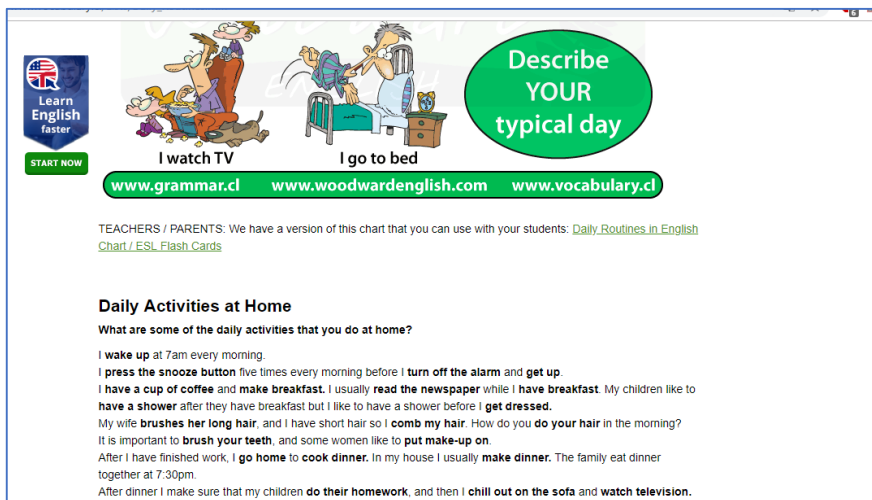 Describe
YOUR
typical day
Learn
English
faster
START NOW
I watch TV
I go to bed
www.grammar.cl www.woodwardenglish.com www.vocabulary.cl
TEACHERS / PARENTS: We have a version of this chart that you can use with your students: Daily Routines in English
Chart / ESL Flash Cards
Daily Activities at Home
What are some of the daily activities that you do at home?
I wake up at 7am every morning.
I press the snooze button five times every morning before I turn off the alarm and get up.
I have a cup of coffee and make breakfast. I usually read the newspaper while I have breakfast. My children like to
have a shower after they have breakfast but I like to have a shower before I get dressed.
My wife brushes her long hair, and I have short hair so I comb my hair. How do you do your hair in the morning?
It is important to brush your teeth, and some women like to put make-up on.
After I have finished work, I go home to cook dinner. In my house I usually make dinner. The family eat dinner
together at 7:30pm.
After dinner I make sure that my children do their homework, and then I chill out on the sofa and watch television.